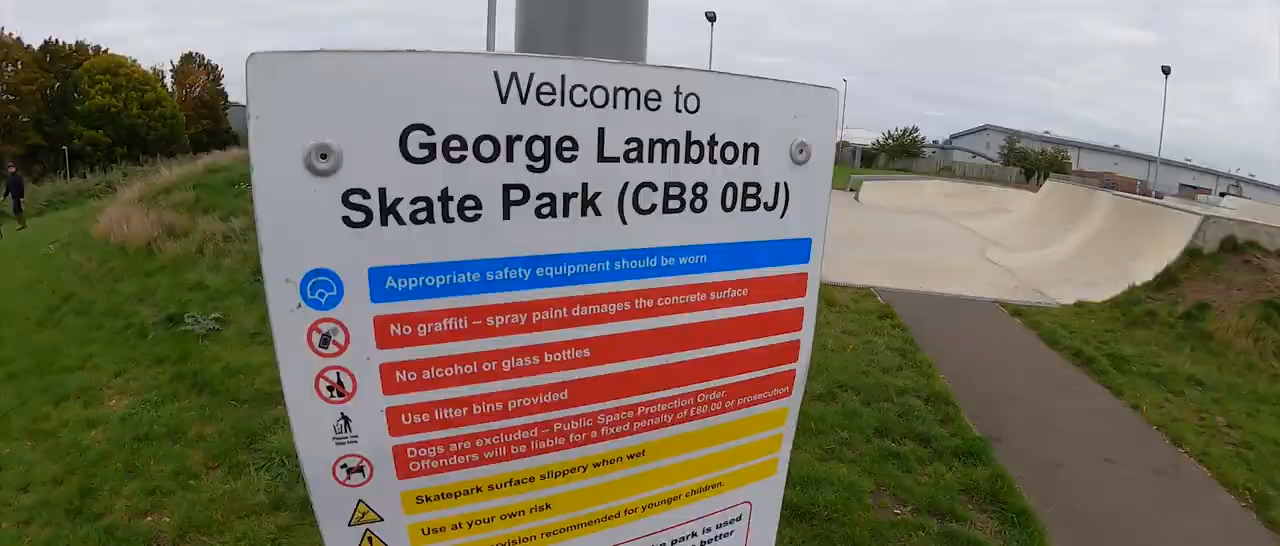 Welcome to
George Lambton
Skate Park (CB8 0BJ)
Appropriate safety equipment should be worn
No graffiti – spray paint damages the concrete surface
No alcohol or glass bottles
Use litter bins provided
Dogs are excluded – Public Space Protection Order.
Offenders will be liable for a fixed penalty of £80.00 or prosecution
Skatepark surface slippery when wet
Use at your own risk
recommended for younger children.
park is used
better